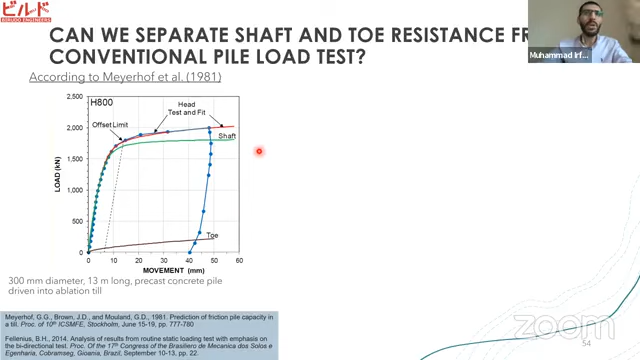 ビルド
BIRUDO ENGINEERS
CAN WE SEPARATE SHAFT AND TOE RESISTANCE FR
CONVENTIONAL PILE LOAD TEST?
Muhammad Irf...
According to Meyerhof et al. (1981)
2,500
H800
Head
Test and Fit
Offset Limit
2,000
Shaft
1,500
LOAD (kN)
1,000
500
Toe
0
0 10 20 30 40 50 60
MOVEMENT (mm)
300 mm diameter, 13 m long, precast concrete pile
driven into ablation till
Meyerhof, G.G., Brown, J.D., and Mouland, G.D., 1981. Prediction of friction pile capacity in
a till. Proc. of 10th ICSMFE, Stockholm, June 15-19, pp. 777-780
Fellenius, B.H., 2014. Analysis of results from routine static loading test with emphasis on
the bi-directional test. Proc. Of the 17th Congress of the Brasileiro de Mecanica dos Solos e
Egenharia, Cobramseg, Gioania, Brazil, September 10-13, pp. 22.
zoom
54